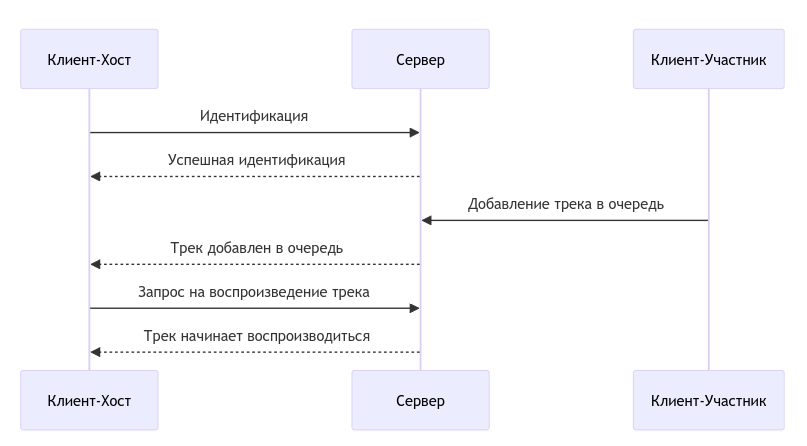 Клиент-Хост
Сервер
Клиент-Участник
Идентификация
Успешная идентификация
Добавление трека в очередь
Трек добавлен в очередь
Запрос на воспроизведение трека
Трек начинает воспроизводиться
Клиент-Хост
Сервер
Клиент-Участник